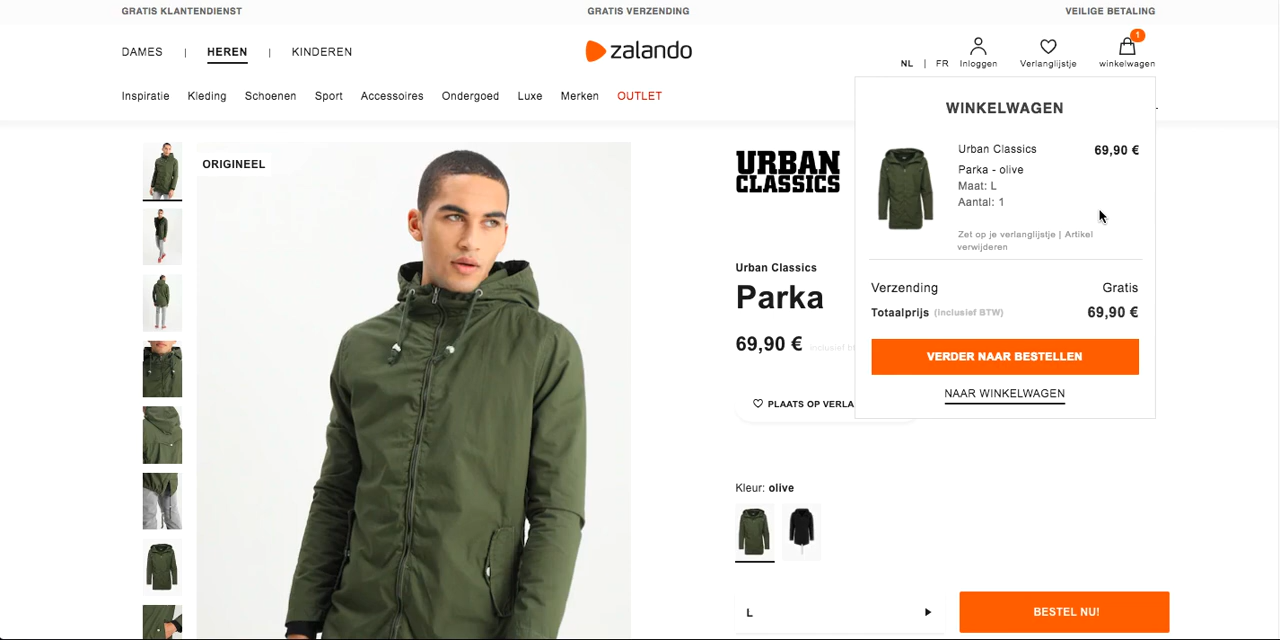 GRATIS KLANTENDIENST
GRATIS VERZENDING
VEILIGE BETALING
DAMES | HEREN | KINDEREN
zalando
1
NL | FR
Inloggen
Verlanglijstje
winkelwagen
Inspiratie Kleding Schoenen Sport Accessoires Ondergoed Luxe Merken OUTLET
WINKELWAGEN
Urban Classics 69,90 €
Parka - olive
Maat: L
Aantal: 1
Zet op je verlanglijstje | Artikel
verwijderen
Verzending Gratis
Totaalprijs (inclusief BTW) 69,90 €
VERDER NAAR BESTELLEN
NAAR WINKELWAGEN
ORIGINEEL
URBAN
CLASSICS
Urban Classics
Parka
69,90 € inclusief bt
PLAATS OP VERLA
Kleur: olive
L
BESTEL NU!